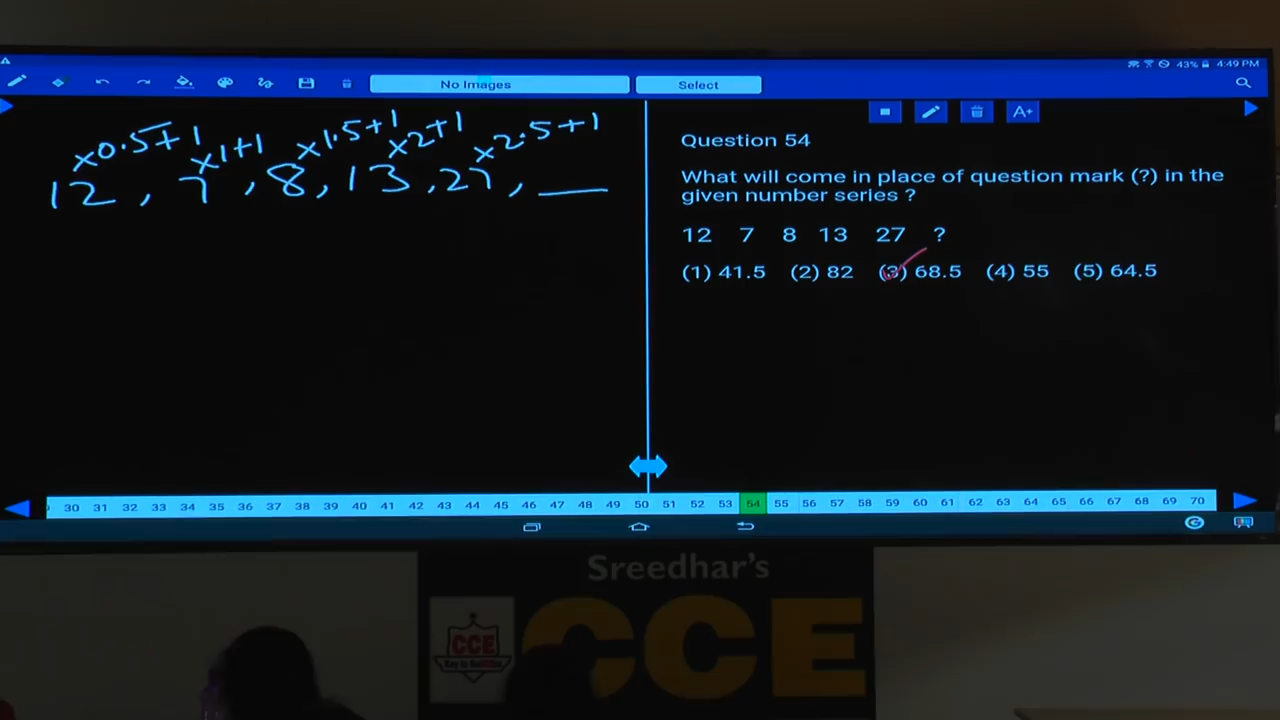 43% 4:49 PM
No Images Select
A+
×0.5+1 ×1+1 ×1.5+1 ×2+1 ×2.5+1
12 , 7 , 8 , 13 , 27 , __
Question 54
What will come in place of question mark (?) in the
given number series ?
12 7 8 13 27 ?
(1) 41.5 (2) 82 (3) 68.5 (4) 55 (5) 64.5
30 31 32 33 34 35 36 37 38 39 40 41 42 43 44 45 46 47 48 49 50 51 52 53 54 55 56 57 58 59 60 61 62 63 64 65 66 67 68 69 70
Sreedhar's
CCE
CCE